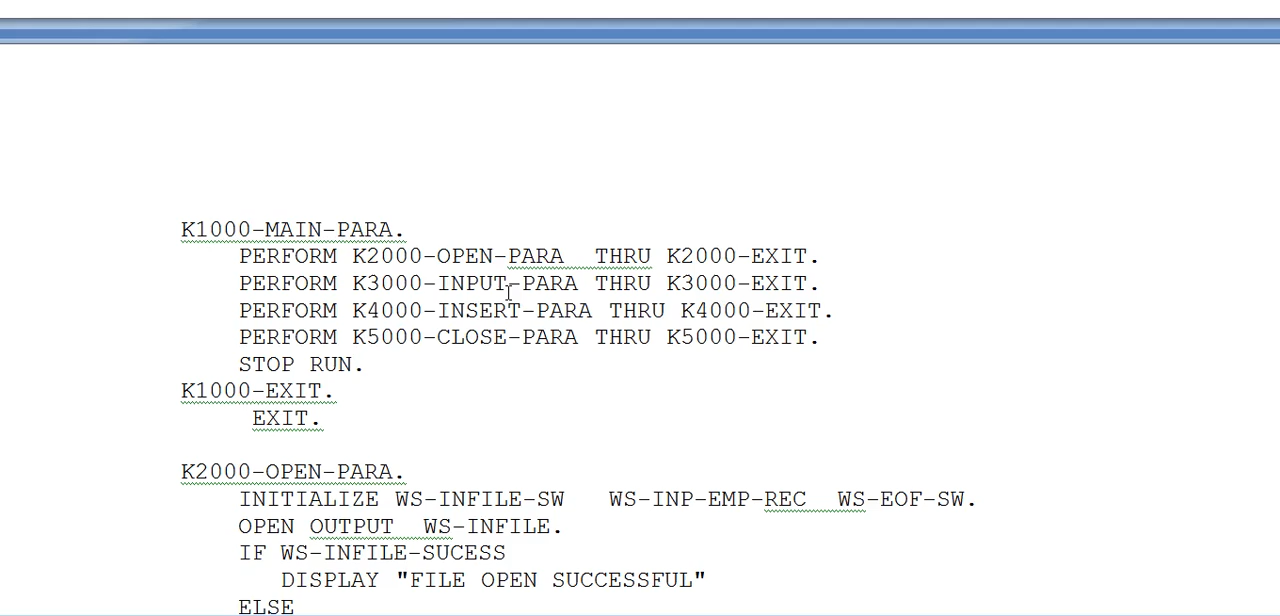 K1000-MAIN-PARA.
PERFORM K2000-OPEN-PARA THRU K2000-EXIT.
PERFORM K3000-INPUT-PARA THRU K3000-EXIT.
PERFORM K4000-INSERT-PARA THRU K4000-EXIT.
PERFORM K5000-CLOSE-PARA THRU K5000-EXIT.
STOP RUN.
K1000-EXIT.
EXIT.
K2000-OPEN-PARA.
INITIALIZE WS-INFILE-SW WS-INP-EMP-REC WS-EOF-SW.
OPEN OUTPUT WS-INFILE.
IF WS-INFILE-SUCESS
DISPLAY "FILE OPEN SUCCESSFUL"
ELSE